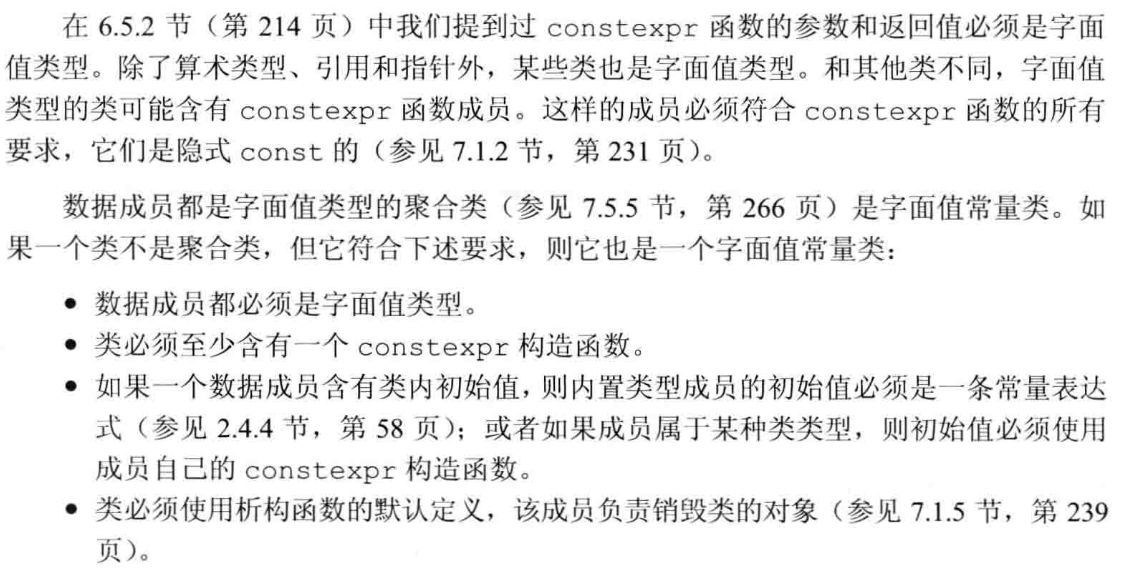 在 6.5.2 节（第 214 页）中我们提到过 constexpr 函数的参数和返回值必须是字面
值类型。除了算术类型、引用和指针外，某些类也是字面值类型。和其他类不同，字面值
类型的类可能含有 constexpr 函数成员。这样的成员必须符合 constexpr 函数的所有
要求，它们是隐式 const 的（参见 7.1.2 节，第 231 页）。
数据成员都是字面值类型的聚合类（参见 7.5.5 节，第 266 页）是字面值常量类。如
果一个类不是聚合类，但它符合下述要求，则它也是一个字面值常量类：
● 数据成员都必须是字面值类型。
● 类必须至少含有一个 constexpr 构造函数。
● 如果一个数据成员含有类内初始值，则内置类型成员的初始值必须是一条常量表达
式（参见 2.4.4 节，第 58 页）；或者如果成员属于某种类类型，则初始值必须使用
成员自己的 constexpr 构造函数。
● 类必须使用析构函数的默认定义，该成员负责销毁类的对象（参见 7.1.5 节，第 239
页）。